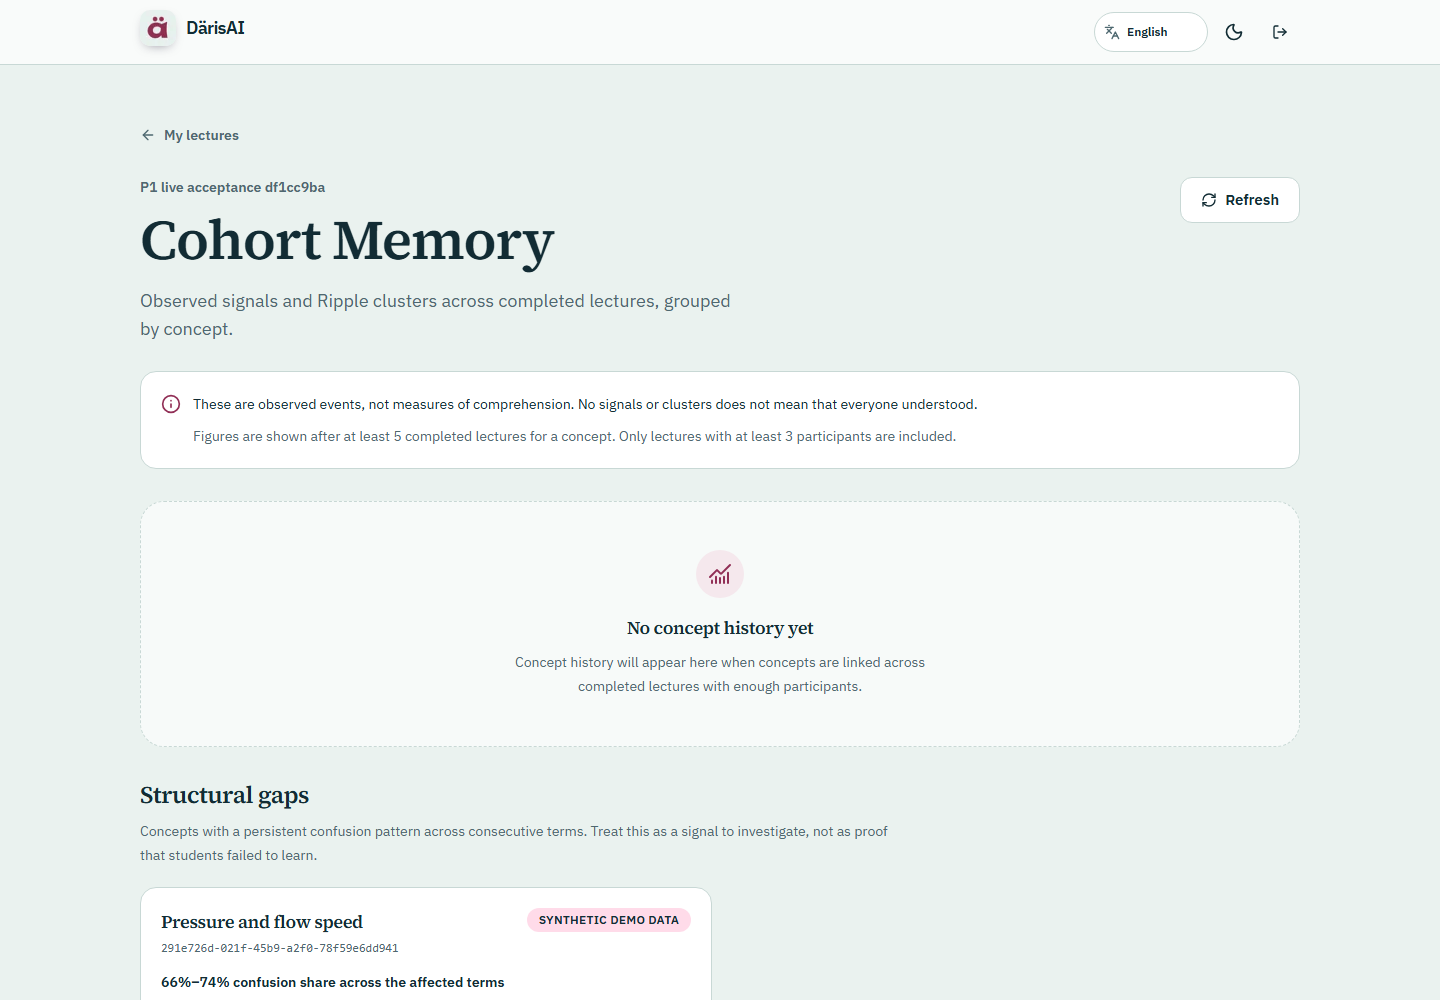 ä DärisAI
English
My lectures
P1 live acceptance df1cc9ba
Refresh
Cohort Memory
Observed signals and Ripple clusters across completed lectures, grouped
by concept.
These are observed events, not measures of comprehension. No signals or clusters does not mean that everyone understood.
Figures are shown after at least 5 completed lectures for a concept. Only lectures with at least 3 participants are included.
No concept history yet
Concept history will appear here when concepts are linked across
completed lectures with enough participants.
Structural gaps
Concepts with a persistent confusion pattern across consecutive terms. Treat this as a signal to investigate, not as proof
that students failed to learn.
Pressure and flow speed
SYNTHETIC DEMO DATA
291e726d-021f-45b9-a2f0-78f59e6dd941
66%–74% confusion share across the affected terms